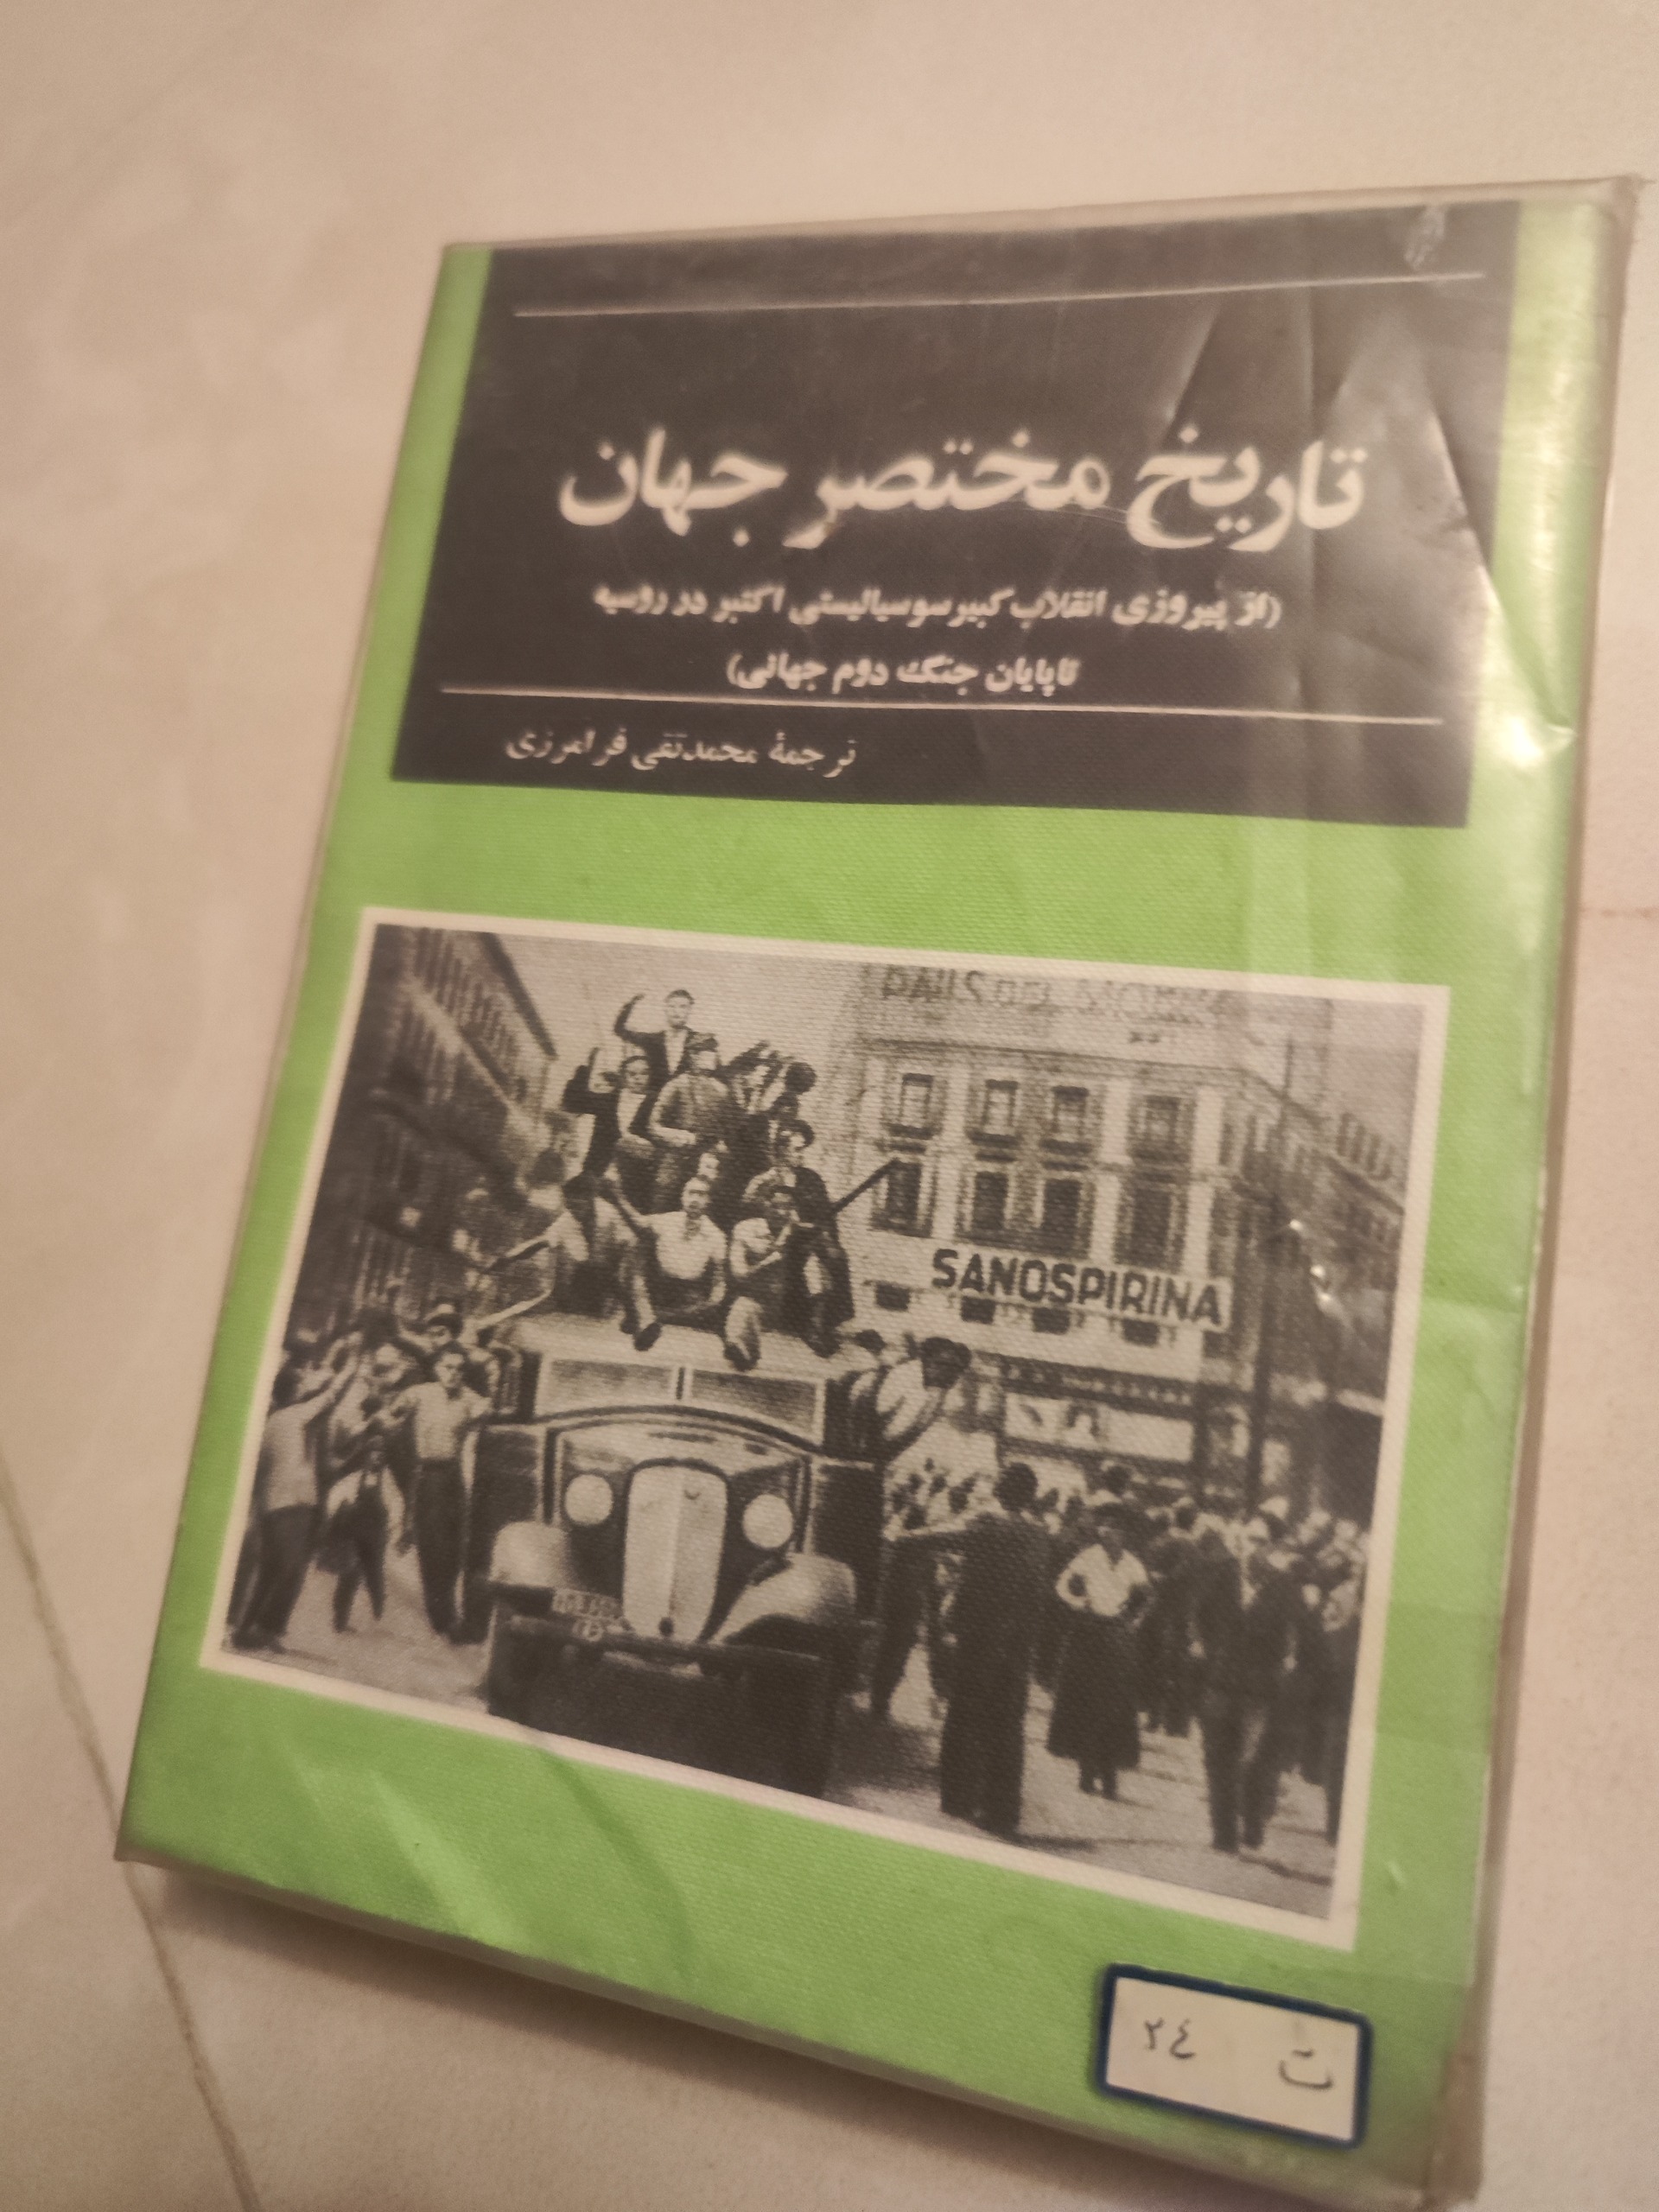 تاریخ مختصر جهان
(از پیروزی انقلاب کبیر سوسیالیستی اکتبر در روسیه
تا پایان جنگ دوم جهانی)
ترجمهٔ محمدتقی فرامرزی
SANOSPIRINA
ت ٢٤